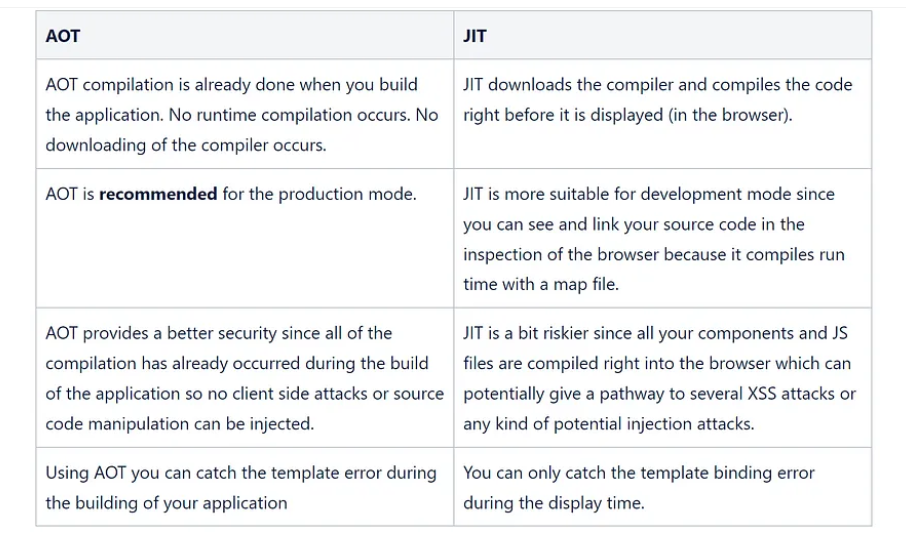 AOT
JIT
AOT compilation is already done when you build
the application. No runtime compilation occurs. No
downloading of the compiler occurs.
JIT downloads the compiler and compiles the code
right before it is displayed (in the browser).
AOT is recommended for the production mode.
JIT is more suitable for development mode since
you can see and link your source code in the
inspection of the browser because it compiles run
time with a map file.
AOT provides a better security since all of the
compilation has already occurred during the build
of the application so no client side attacks or source
code manipulation can be injected.
JIT is a bit riskier since all your components and JS
files are compiled right into the browser which can
potentially give a pathway to several XSS attacks or
any kind of potential injection attacks.
Using AOT you can catch the template error during
the building of your application
You can only catch the template binding error
during the display time.